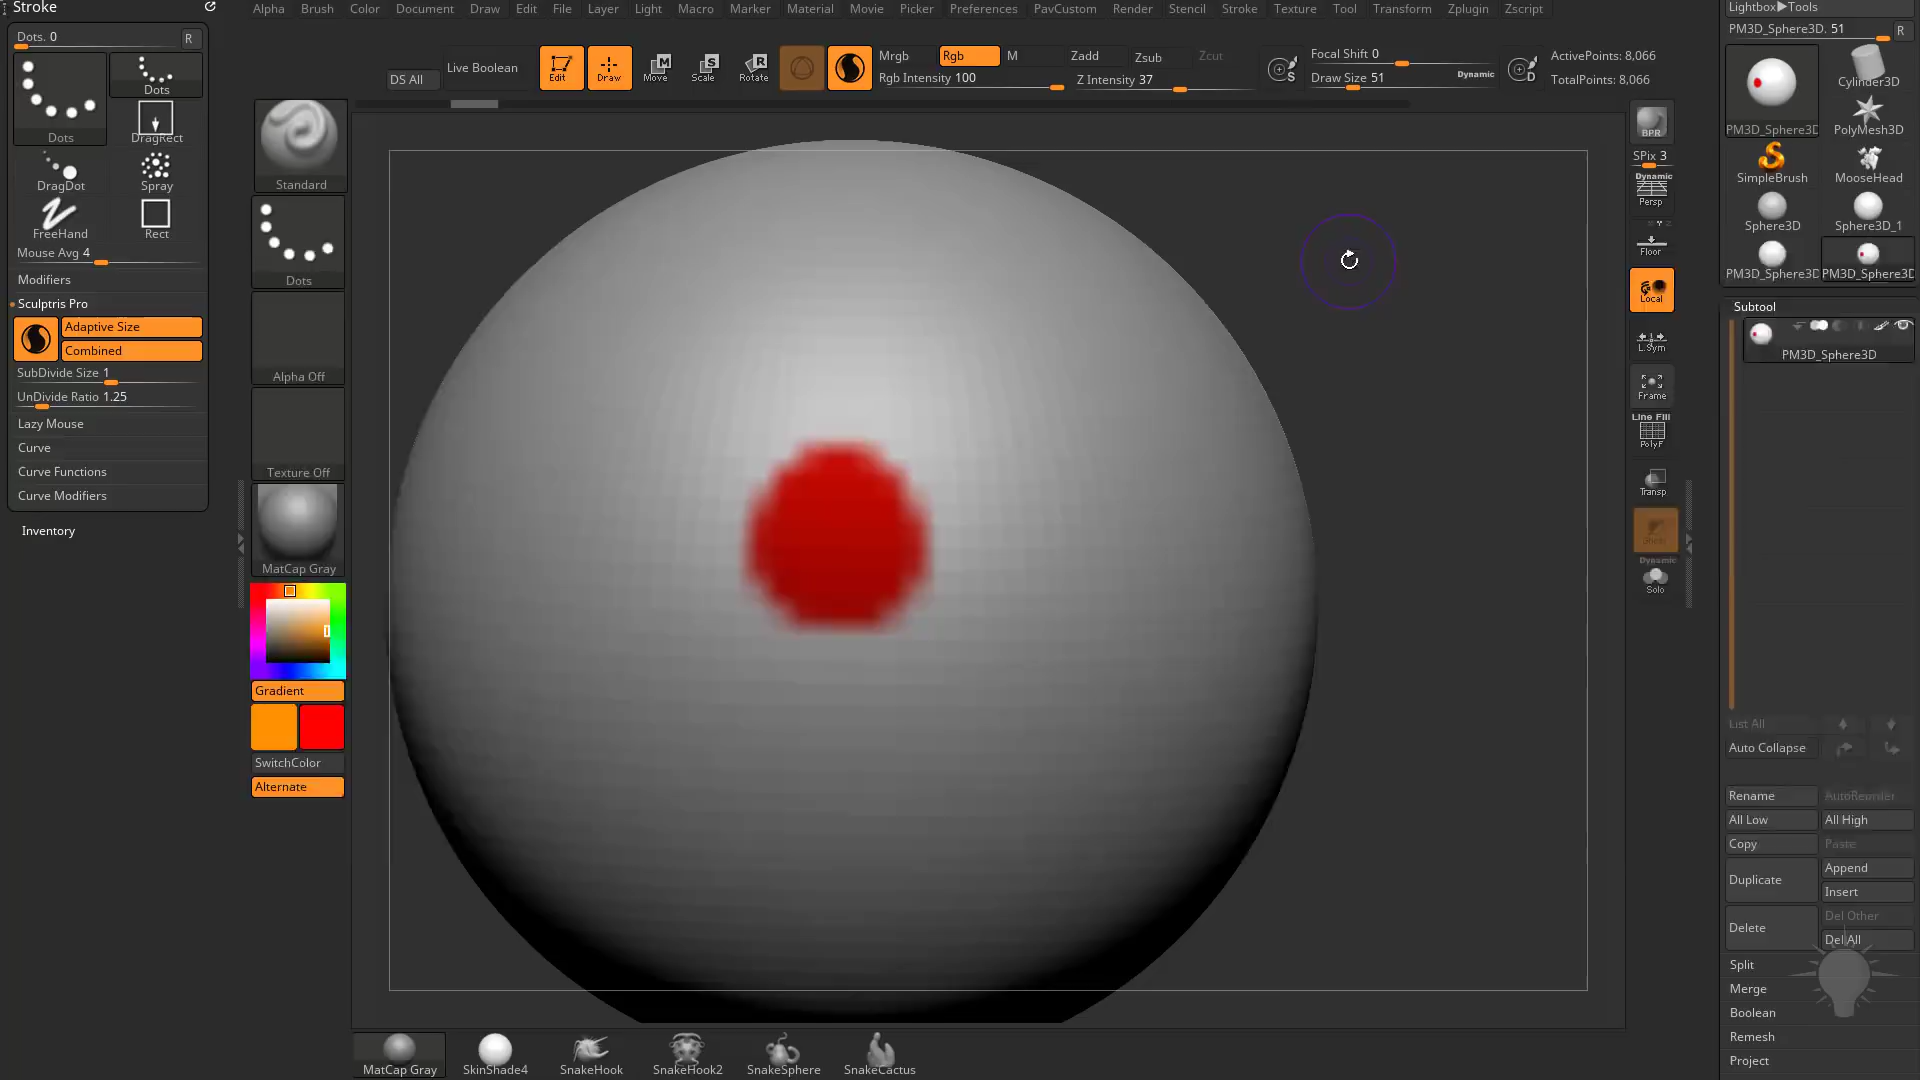 Stroke
Alpha Brush Color Document Draw Edit File Layer Light Macro Marker Material Movie Picker Preferences PavCustom Render Stencil Stroke Texture Tool Transform Zplugin Zscript
Lightbox▶Tools
Dots. 0
R
Dots
Dots
DragRect
DragDot
Spray
FreeHand
Rect
Mouse Avg 4
Modifiers
Sculptris Pro
Adaptive Size
Combined
SubDivide Size 1
UnDivide Ratio 1.25
Lazy Mouse
Curve
Curve Functions
Curve Modifiers
Inventory
DS All
Live Boolean
Edit
Draw
Move
Scale
Rotate
Mrgb
Rgb
M
Rgb Intensity 100
Zadd
Zsub
Zcut
Z Intensity 37
Focal Shift 0
Draw Size 51
Dynamic
ActivePoints: 8,066
TotalPoints: 8,066
Standard
Dots
Alpha Off
Texture Off
MatCap Gray
Gradient
SwitchColor
Alternate
BPR
SPix 3
Dynamic
Persp
Floor
Local
L.Sym
Frame
Line Fill
PolyF
Transp
Dynamic
Solo
PM3D_Sphere3D. 51
R
PM3D_Sphere3D
Cylinder3D
PolyMesh3D
SimpleBrush
MooseHead
Sphere3D
Sphere3D_1
PM3D_Sphere3D
PM3D_Sphere3D
Subtool
PM3D_Sphere3D
List All
Auto Collapse
Rename
AutoReorder
All Low
All High
Copy
Paste
Duplicate
Append
Insert
Delete
Del Other
Del All
Split
Merge
Boolean
Remesh
Project
MatCap Gray
SkinShade4
SnakeHook
SnakeHook2
SnakeSphere
SnakeCactus